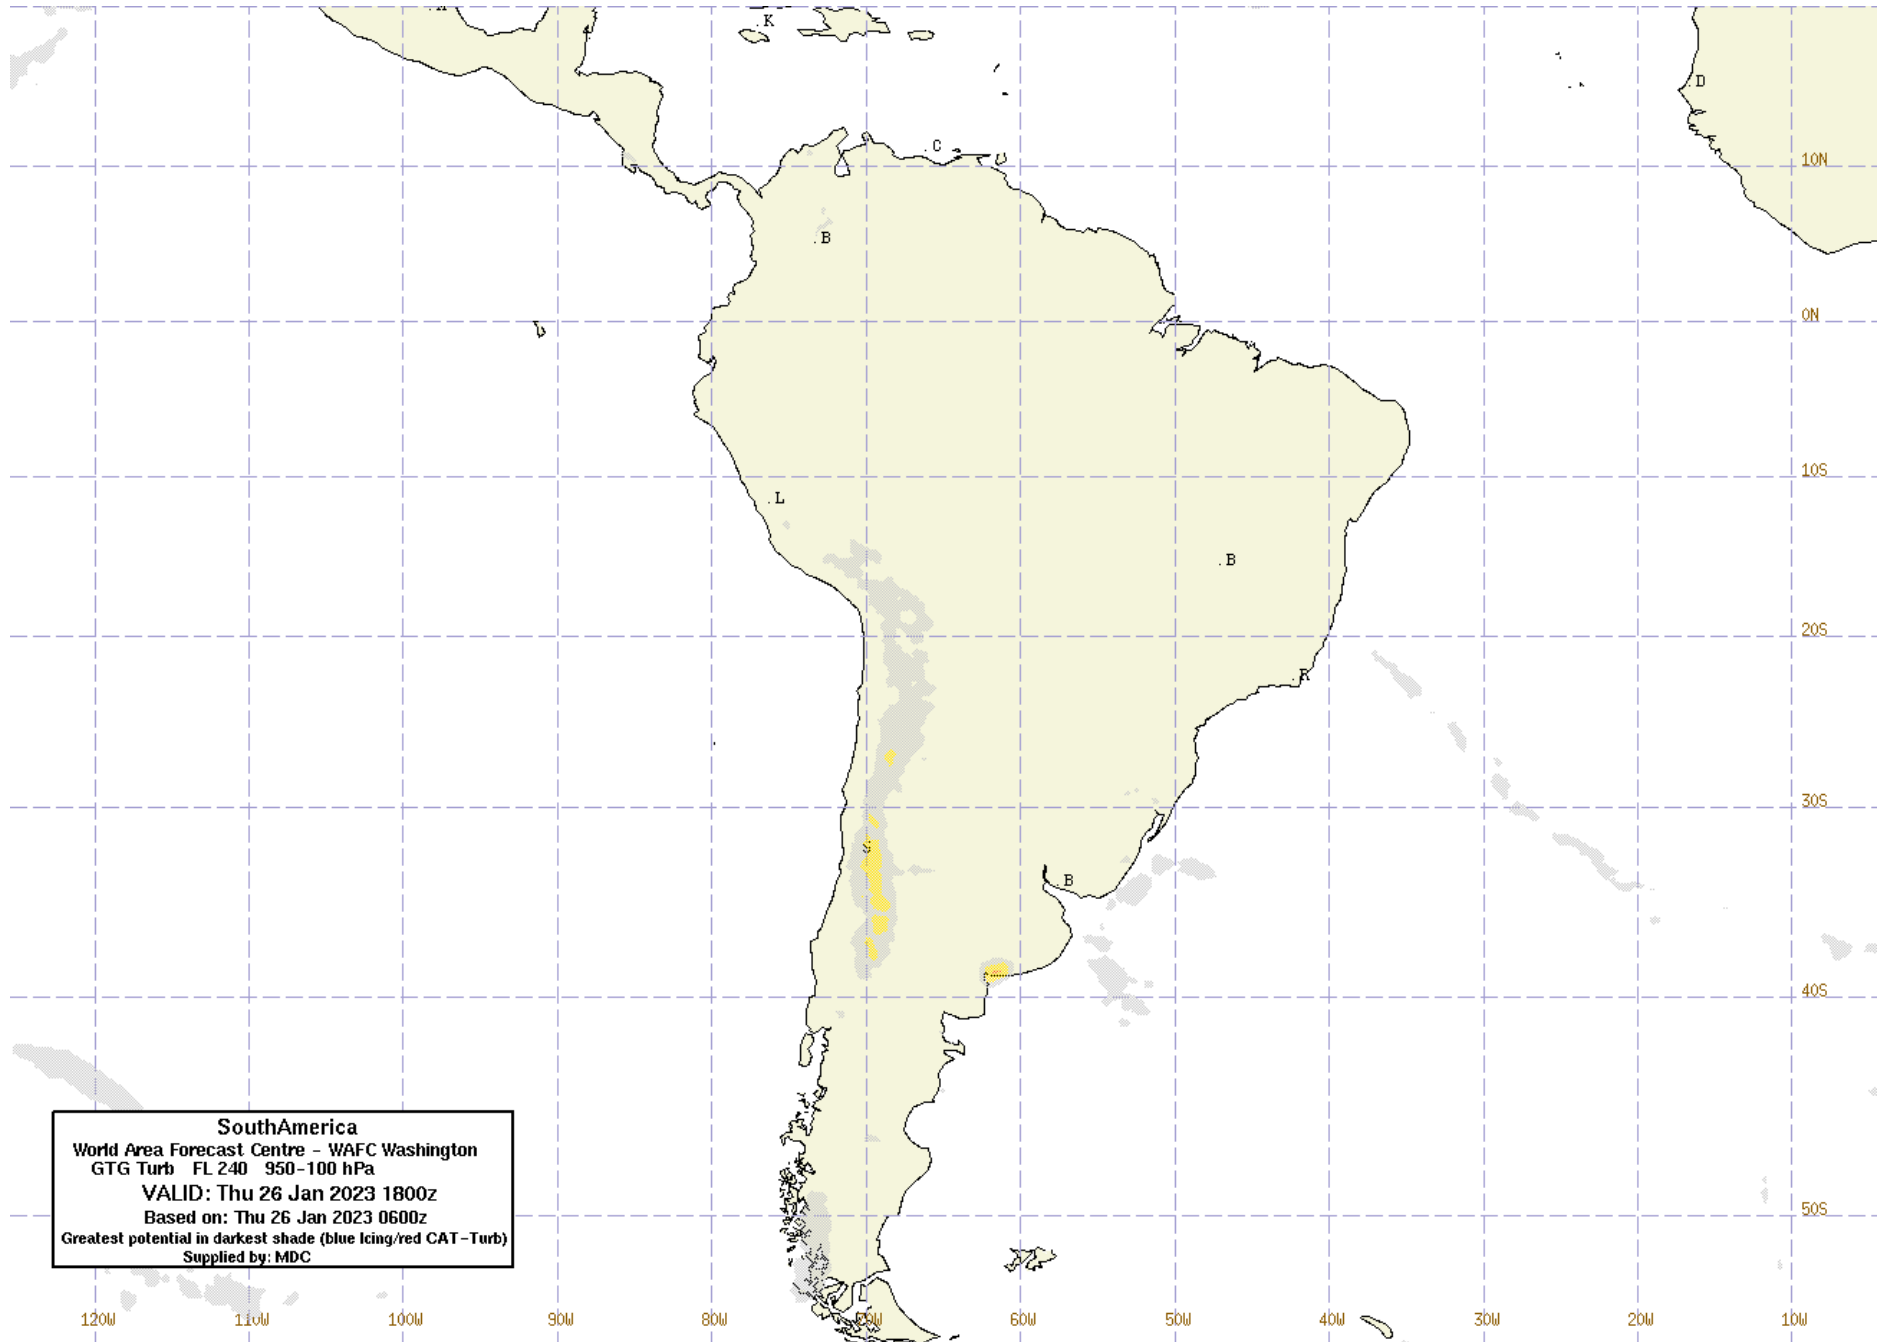 K
D
C
10N
B
0N
10S
L
B
20S
R
30S
S
B
40S
SouthAmerica
World Area Forecast Centre - WAFC Washington
GTG Turb FL 240 950-100 hPa
VALID: Thu 26 Jan 2023 1800z
Based on: Thu 26 Jan 2023 0600z
Greatest potential in darkest shade (blue Icing/red CAT-Turb)
Supplied by: MDC
50S
120W 110W 100W 90W 80W 70W 60W 50W 40W 30W 20W 10W